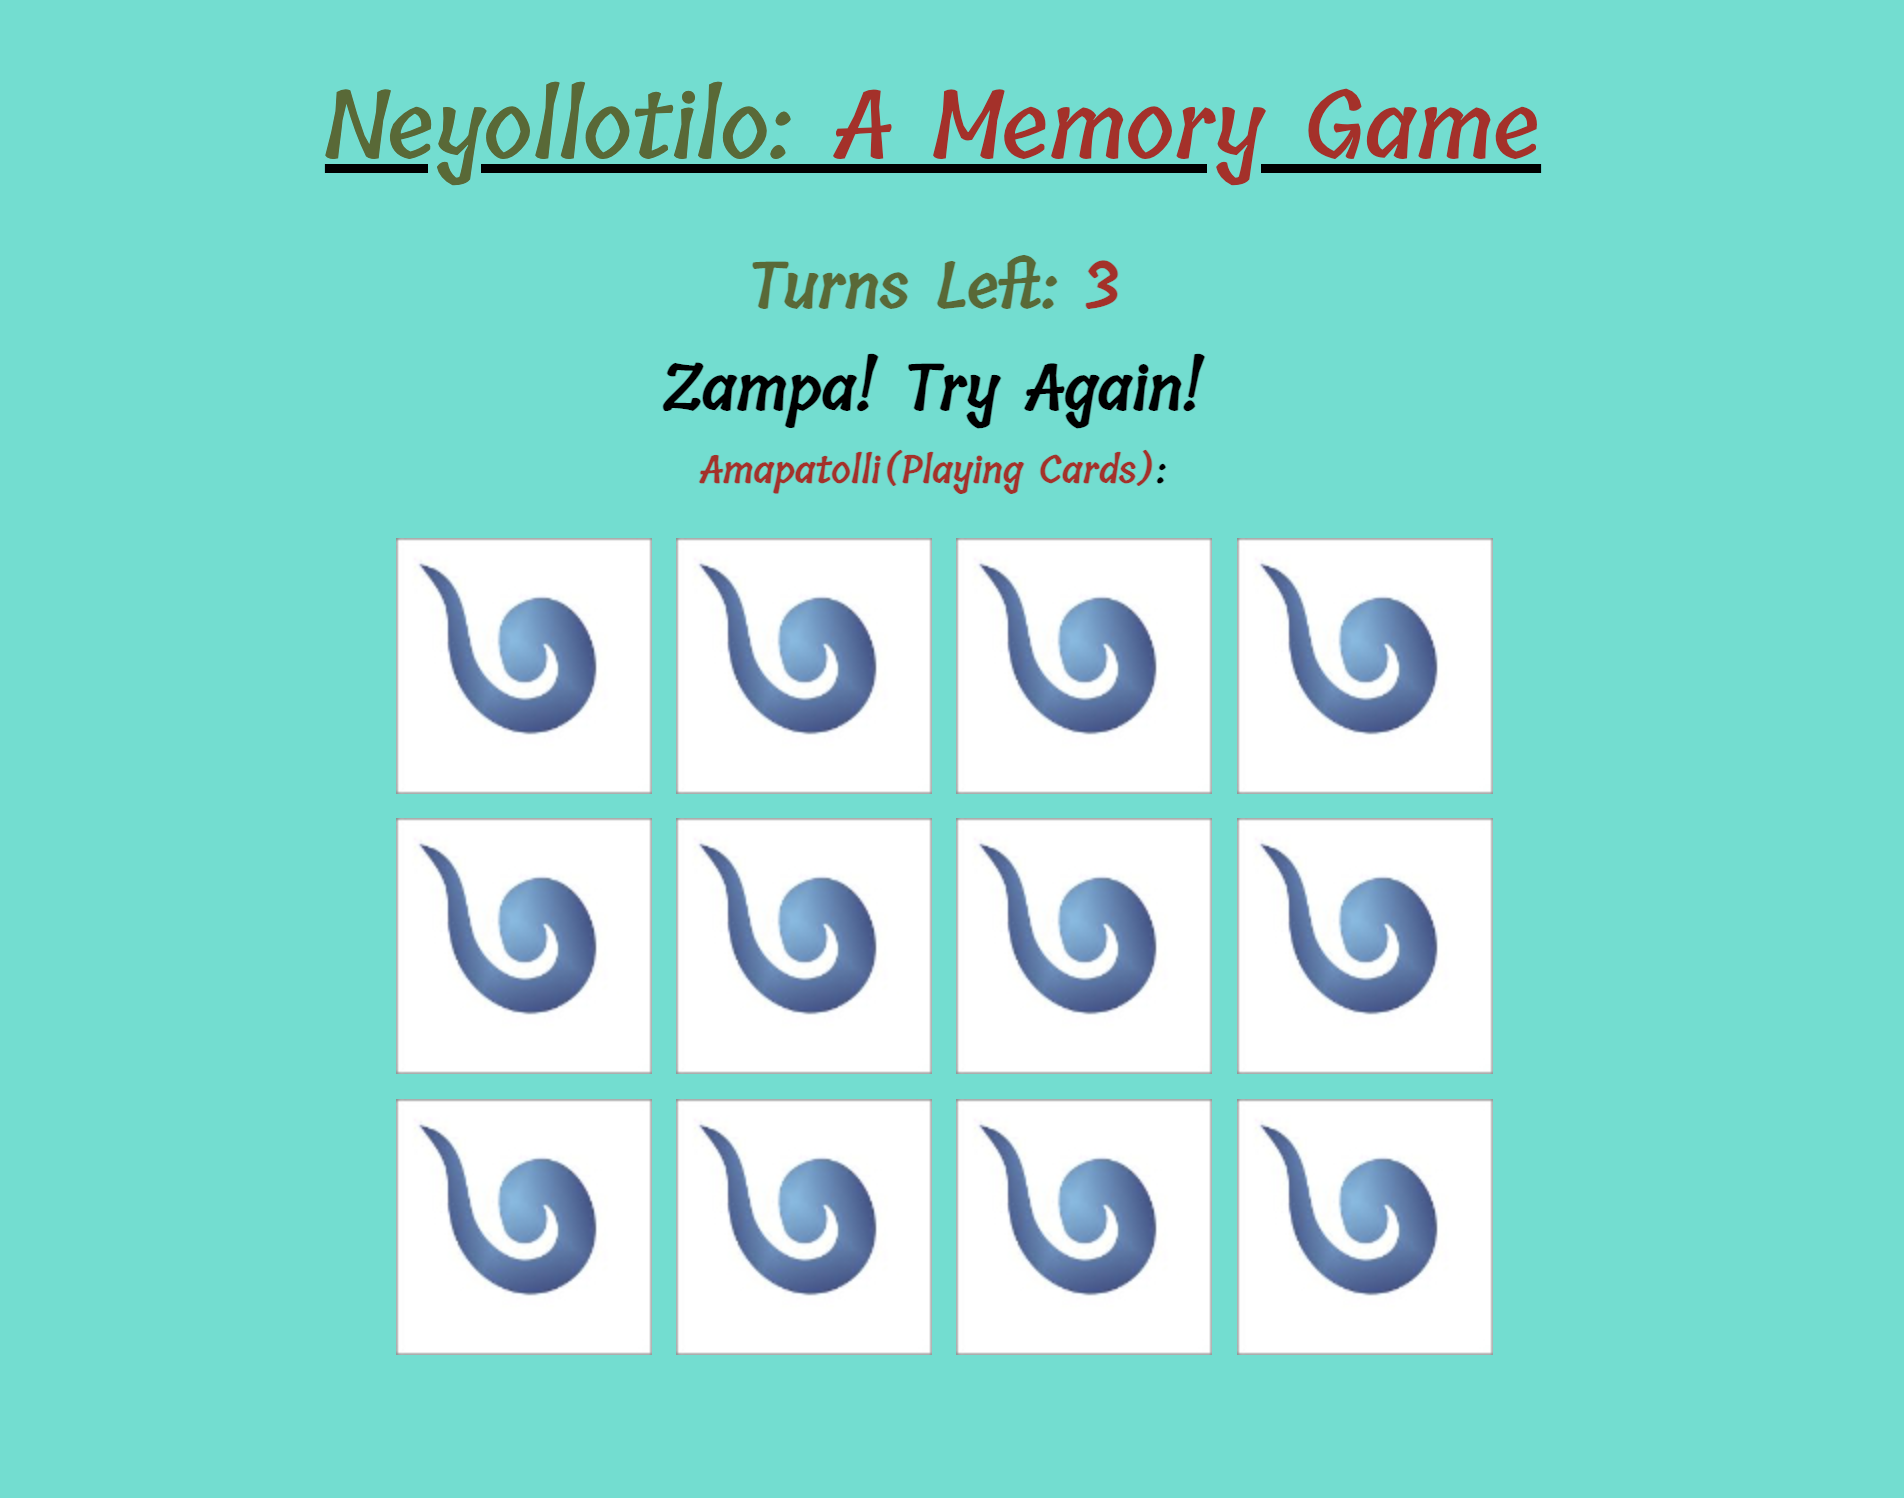 Neyollotilo: A Memory Game
Turns Left: 3
Zampa! Try Again!
Amapatolli(Playing Cards):